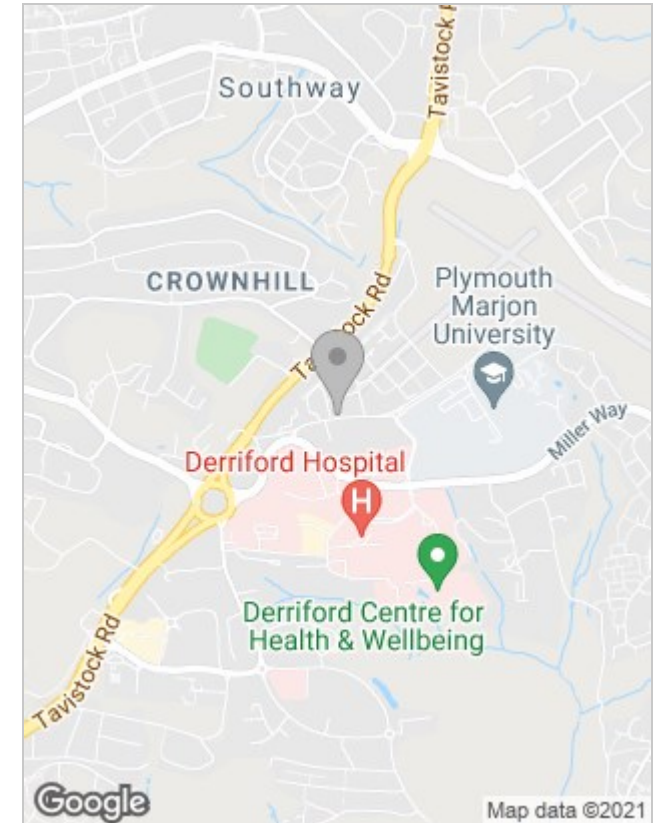 Southway
Tavistock R
CROWNHILL
Plymouth
Marjon
University
Tavistock Rd
Miller Way
Derriford Hospital
H
Derriford Centre for
Health & Wellbeing
Tavistock Rd
Google
Map data ©2021